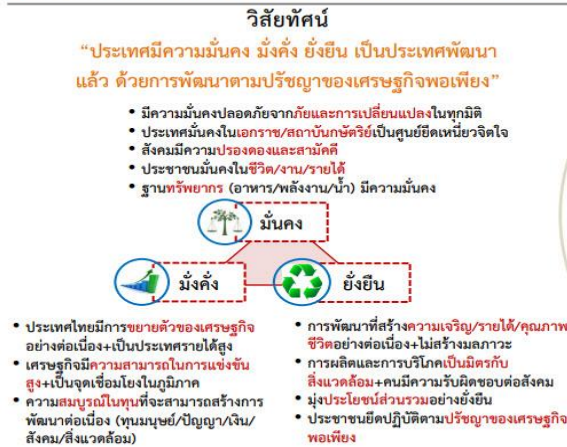 วิสัยทัศน์
“ประเทศมีความมั่นคง มั่งคั่ง ยั่งยืน เป็นประเทศพัฒนา
แล้ว ด้วยการพัฒนาตามปรัชญาของเศรษฐกิจพอเพียง”
• มีความมั่นคงปลอดภัยจากภัยและการเปลี่ยนแปลงในทุกมิติ
• ประเทศมั่นคงในเอกราช/สถาบันกษัตริย์เป็นศูนย์ยึดเหนี่ยวจิตใจ
• สังคมมีความปรองดองและสามัคคี
• ประชาชนมั่นคงในชีวิต/งาน/รายได้
• ฐานทรัพยากร (อาหาร/พลังงาน/น้ำ) มีความมั่นคง
มั่นคง
มั่งคั่ง
ยั่งยืน
• ประเทศไทยมีการขยายตัวของเศรษฐกิจ
อย่างต่อเนื่อง+เป็นประเทศรายได้สูง
• เศรษฐกิจมีความสามารถในการแข่งขัน
สูง+เป็นจุดเชื่อมโยงในภูมิภาค
• ความสมบูรณ์ในทุนที่จะสามารถสร้างการ
พัฒนาต่อเนื่อง (ทุนมนุษย์/ปัญญา/เงิน/
สังคม/สิ่งแวดล้อม)
• การพัฒนาที่สร้างความเจริญ/รายได้/คุณภาพ
ชีวิตอย่างต่อเนื่อง+ไม่สร้างมลภาวะ
• การผลิตและการบริโภคเป็นมิตรกับ
สิ่งแวดล้อม+คนมีความรับผิดชอบต่อสังคม
• มุ่งประโยชน์ส่วนรวมอย่างยั่งยืน
• ประชาชนยึดปฏิบัติตามปรัชญาของเศรษฐกิจ
พอเพียง